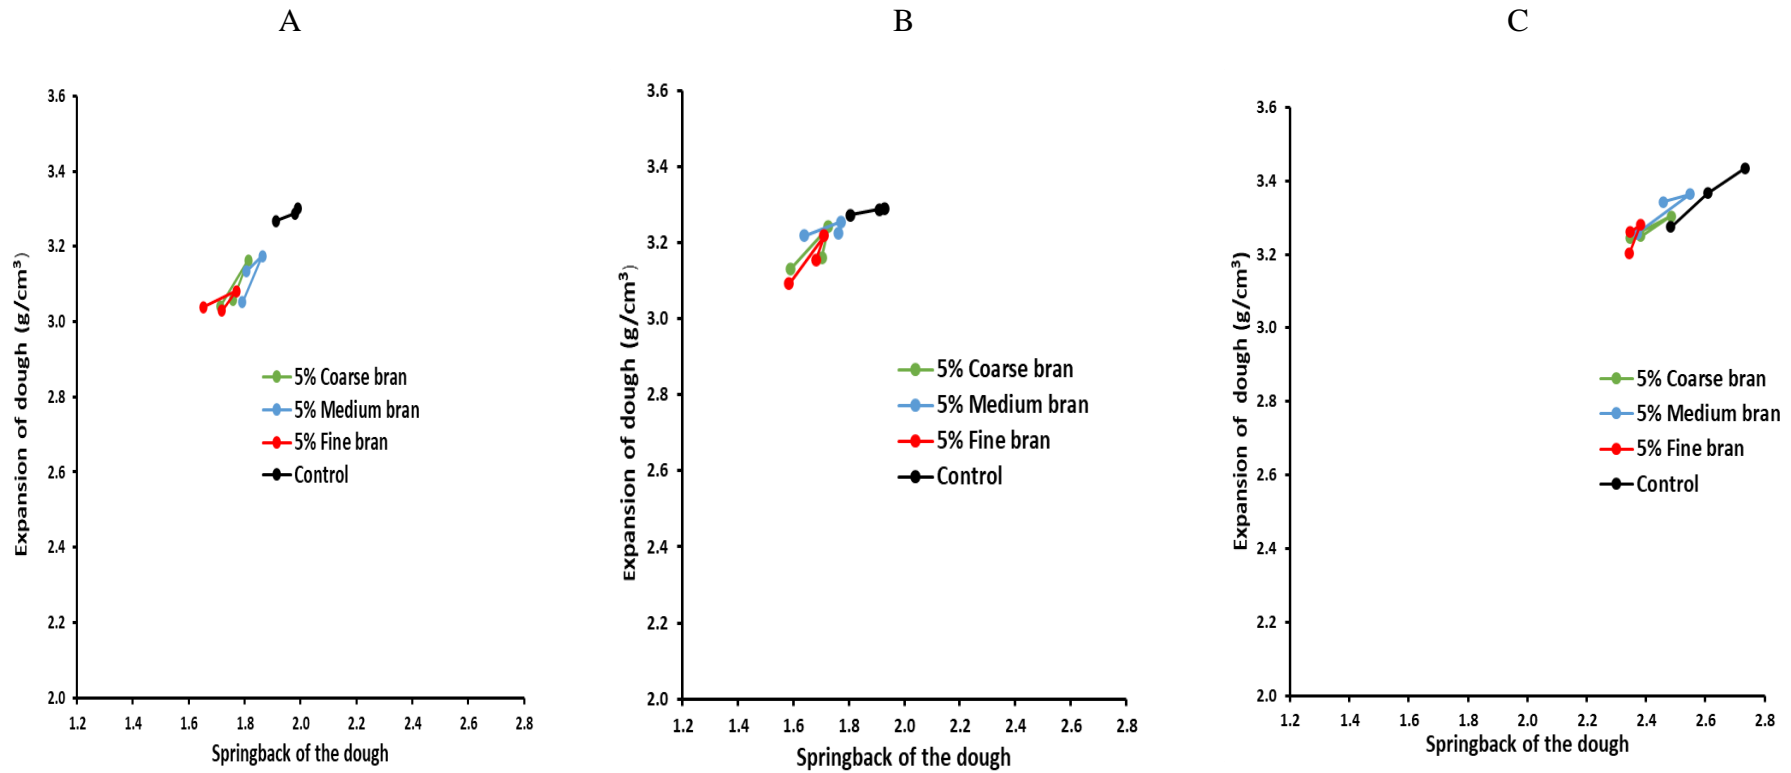 A
3.6
3.4
3.2
3.0
2.8
2.6
2.4
2.2
2.0
1.2 1.4 1.6 1.8 2.0 2.2 2.4 2.6 2.8
Expansion of dough (g/cm³)
Springback of the dough
5% Coarse bran
5% Medium bran
5% Fine bran
Control
B
3.6
3.4
3.2
3.0
2.8
2.6
2.4
2.2
2.0
1.2 1.4 1.6 1.8 2.0 2.2 2.4 2.6 2.8
Expansion of dough (g/cm³)
Springback of the dough
5% Coarse bran
5% Medium bran
5% Fine bran
Control
C
3.6
3.4
3.2
3.0
2.8
2.6
2.4
2.2
2.0
1.2 1.4 1.6 1.8 2.0 2.2 2.4 2.6 2.8
Expansion of dough (g/cm³)
Springback of the dough
5% Coarse bran
5% Medium bran
5% Fine bran
Control